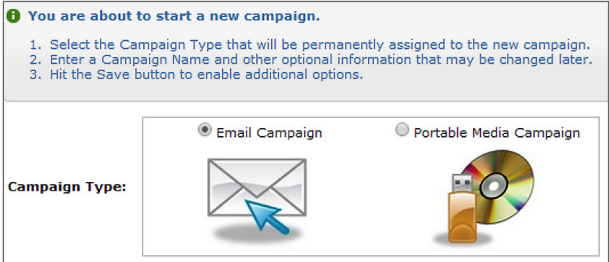 You are about to start a new campaign.
1. Select the Campaign Type that will be permanently assigned to the new campaign.
2. Enter a Campaign Name and other optional information that may be changed later.
3. Hit the Save button to enable additional options.
Email Campaign
Portable Media Campaign
Campaign Type: